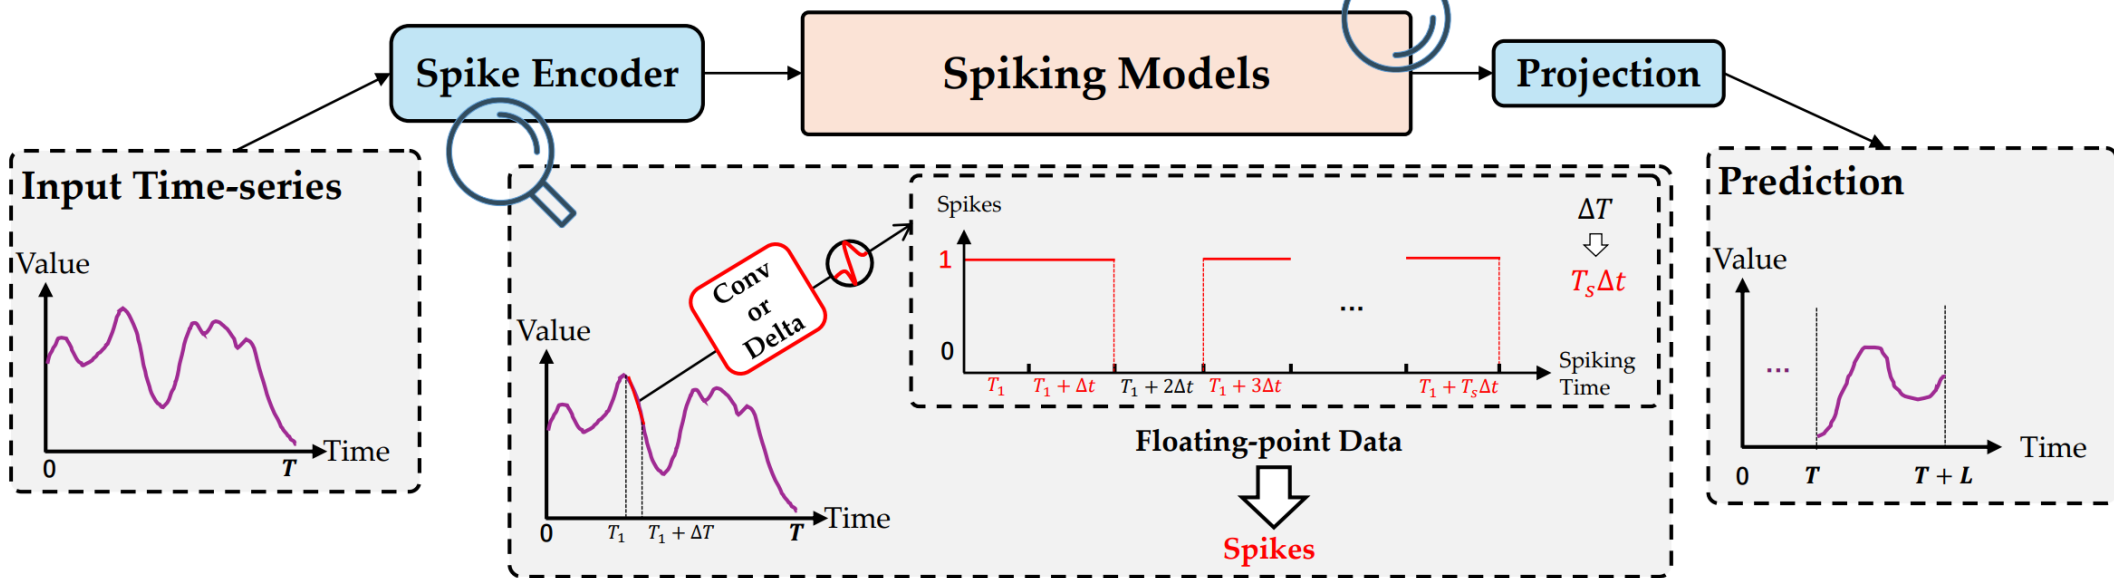 Spike Encoder
Spiking Models
Projection
Input Time-series
Value
0
T
Time
Value
0
T₁
T₁ + ΔT
T
Time
Conv
or
Delta
Spikes
1
0
T₁
T₁ + Δt
T₁ + 2Δt
T₁ + 3Δt
...
T₁ + TₛΔt
Spiking
Time
ΔT
TₛΔt
Floating-point Data
Spikes
Prediction
Value
...
0
T
T + L
Time